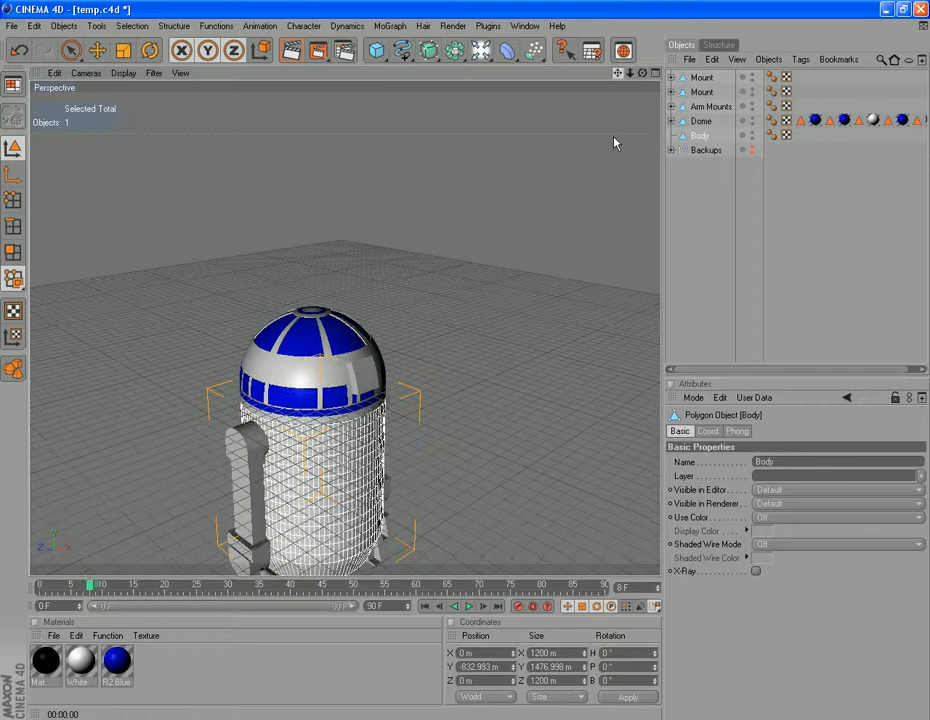 CINEMA 4D - [temp.c4d *]
File Edit Objects Tools Selection Structure Functions Animation Character Dynamics MoGraph Hair Render Plugins Window Help
Objects Structure
File Edit View Objects Tags Bookmarks
Edit Cameras Display Filter View
Perspective
Selected Total
Objects 1
X Y Z
Mount
Mount
Arm Mounts
Dome
Body
Backups
Attributes
Mode Edit User Data
Polygon Object [Body]
Basic Coord. Phong
Basic Properties
Name Body
Layer
Visible in Editor Default
Visible in Renderer Default
Use Color Off
Display Color
Shaded Wire Mode Off
Shaded Wire Color
X-Ray
Y
Z X
0 5 10 15 20 25 30 35 40 45 50 55 60 65 70 75 80 85 90
8 F
0 F 0 F 90 F 90 F
Materials
File Edit Function Texture
Mat White R2 Blue
Coordinates
Position Size Rotation
X 0 m X 1200 m H 0 °
Y -832.993 m Y 1476.998 m P 0 °
Z 0 m Z 1200 m B 0 °
World Size Apply
MAXON
CINEMA 4D
00:00:00